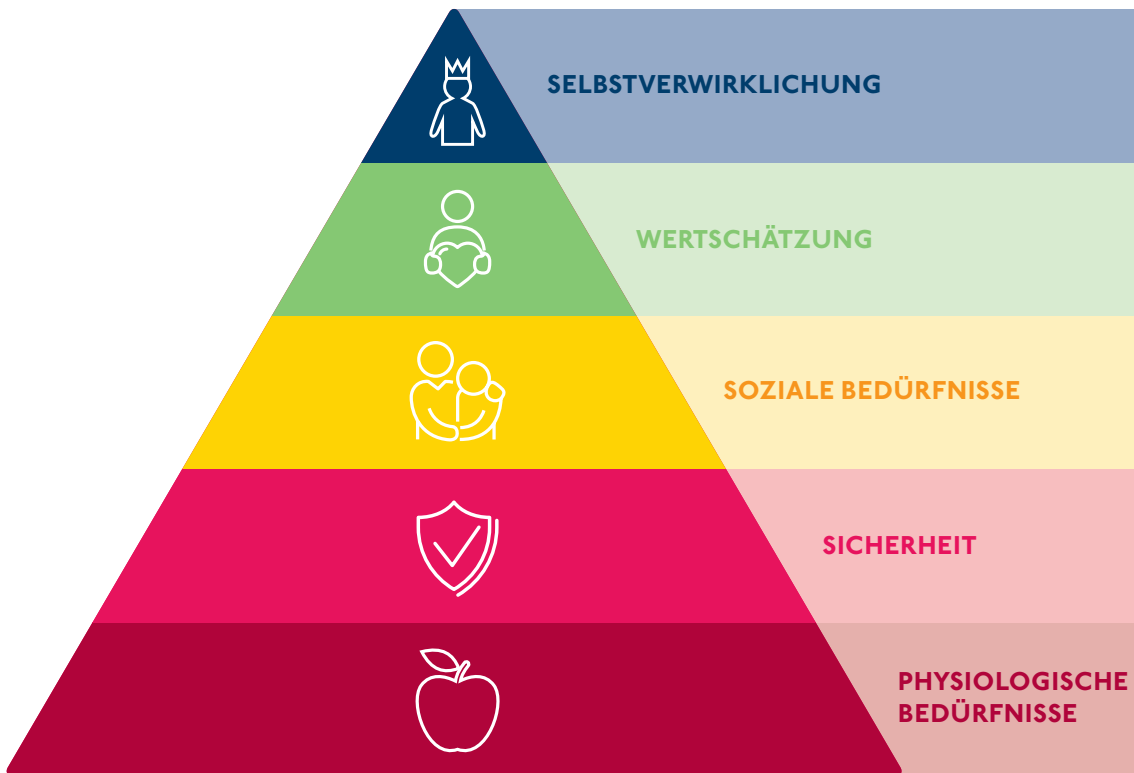 SELBSTVERWIRKLICHUNG
WERTSCHÄTZUNG
SOZIALE BEDÜRFNISSE
SICHERHEIT
PHYSIOLOGISCHE
BEDÜRFNISSE